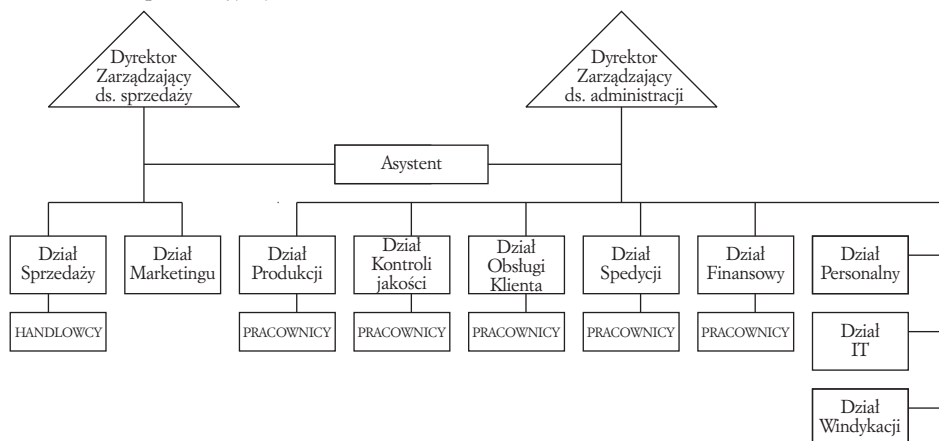 Dyrektor
Zarządzający
ds. sprzedaży
Dyrektor
Zarządzający
ds. administracji
Asystent
Dział
Sprzedaży
Dział
Marketingu
Dział
Produkcji
Dział
Kontroli
jakości
Dział
Obsługi
Klienta
Dział
Spedycji
Dział
Finansowy
Dział
Personalny
HANDLOWCY
PRACOWNICY
PRACOWNICY
PRACOWNICY
PRACOWNICY
PRACOWNICY
Dział
IT
Dział
Windykacji